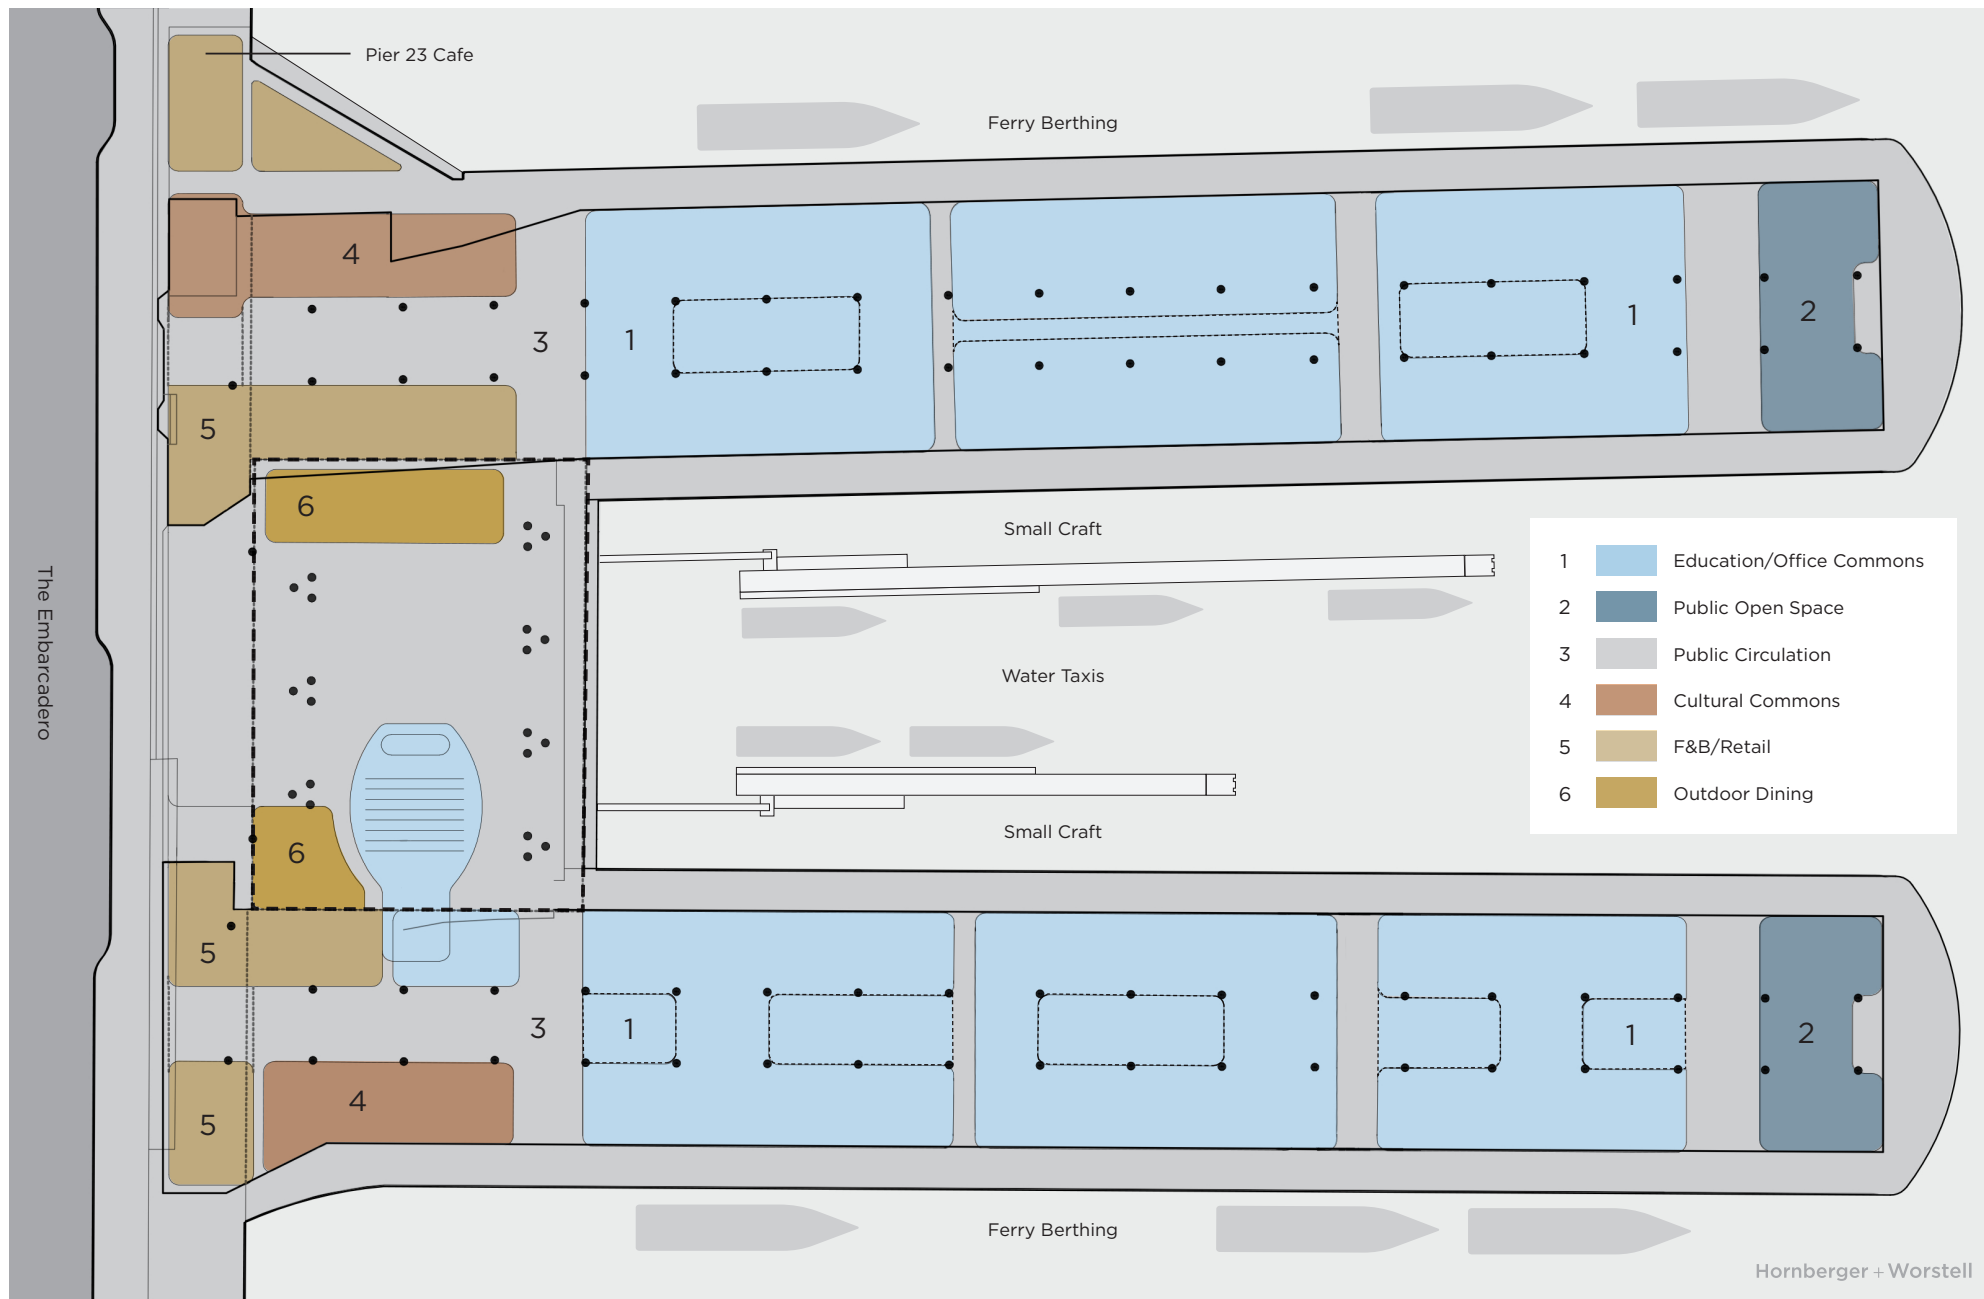 Pier 23 Cafe
Ferry Berthing
4
3
1
1
2
5
6
Small Craft
The Embarcadero
Water Taxis
Small Craft
1 Education/Office Commons
2 Public Open Space
3 Public Circulation
4 Cultural Commons
5 F&B/Retail
6 Outdoor Dining
6
5
3
1
1
2
4
5
Ferry Berthing
Hornberger + Worstell